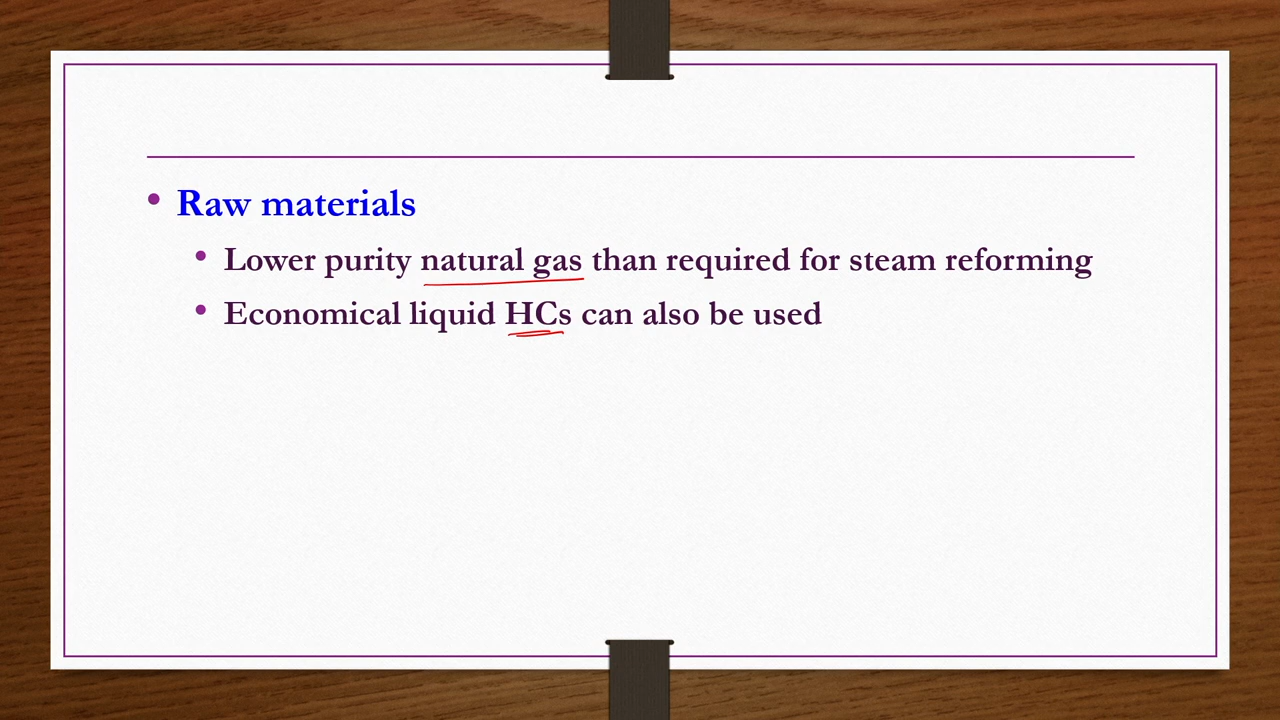 Raw materials
Lower purity natural gas than required for steam reforming
Economical liquid HCs can also be used